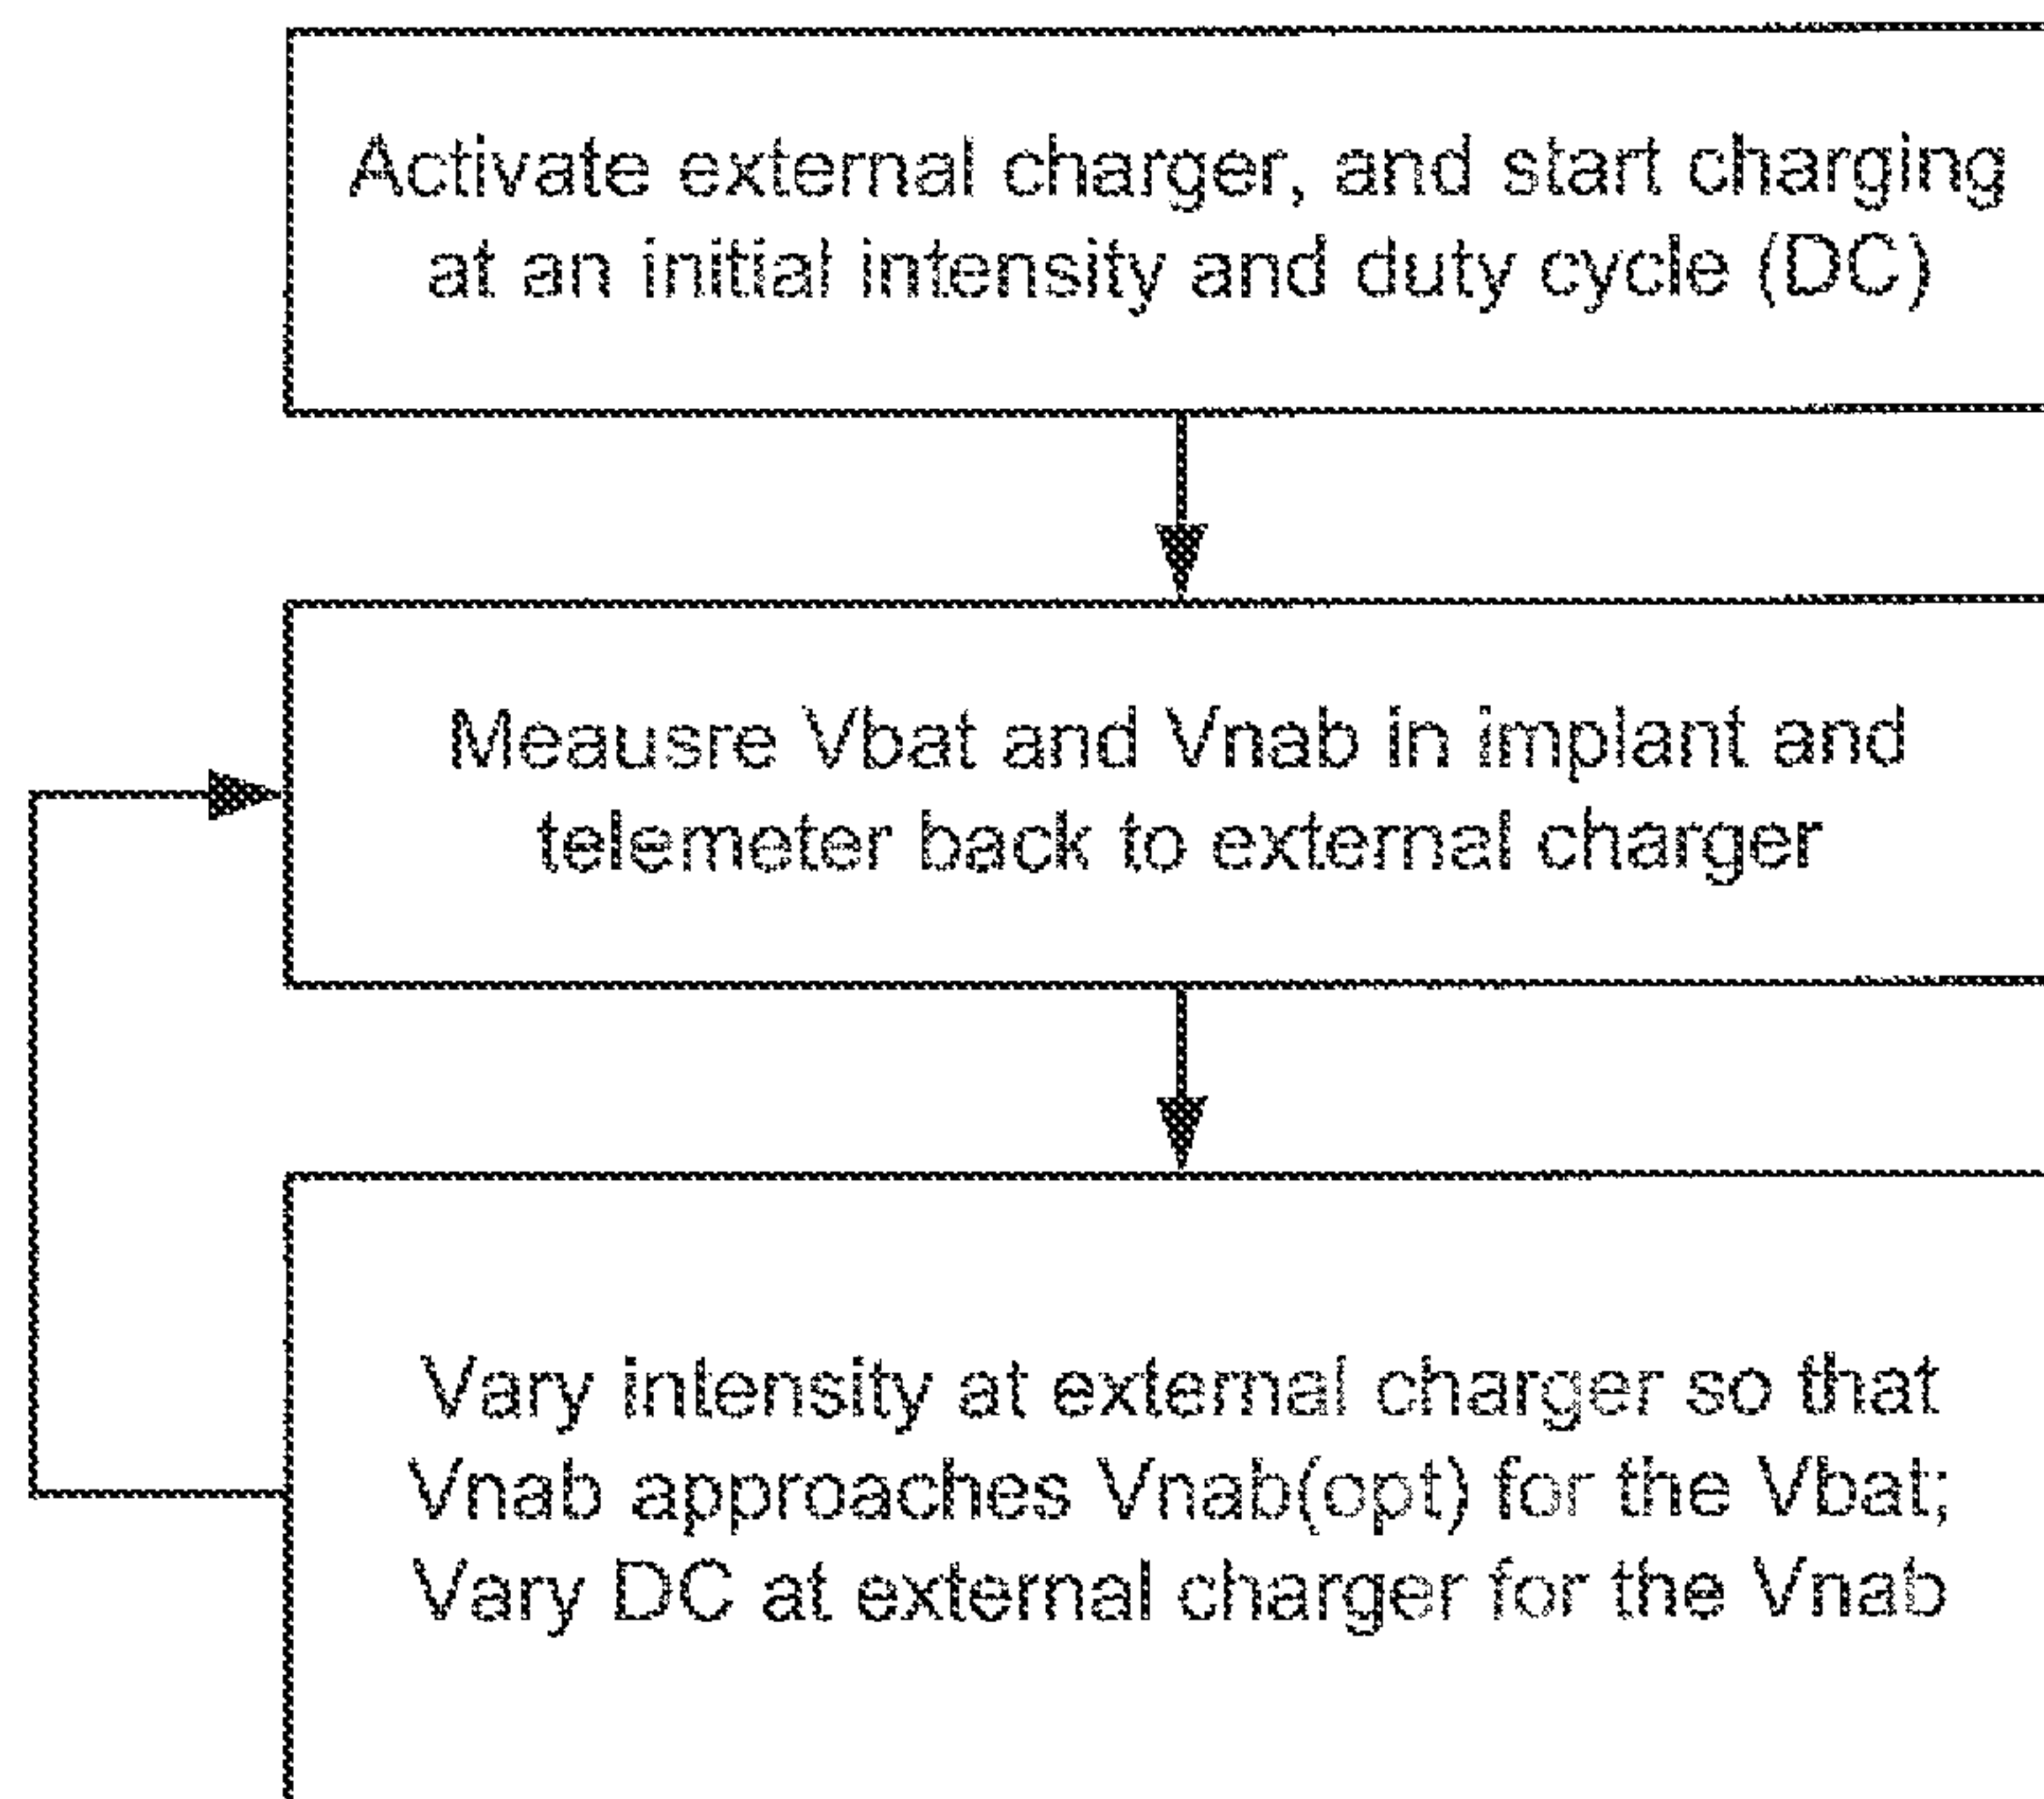 Activate external charger, and start charging
at an initial intensity and duty cycle (DC)
Meausre Vbat and Vnab in implant and
telemeter back to external charger
Vary intensity at external charger so that
Vnab approaches Vnab(opt) for the Vbat;
Vary DC at external charger for the Vnab